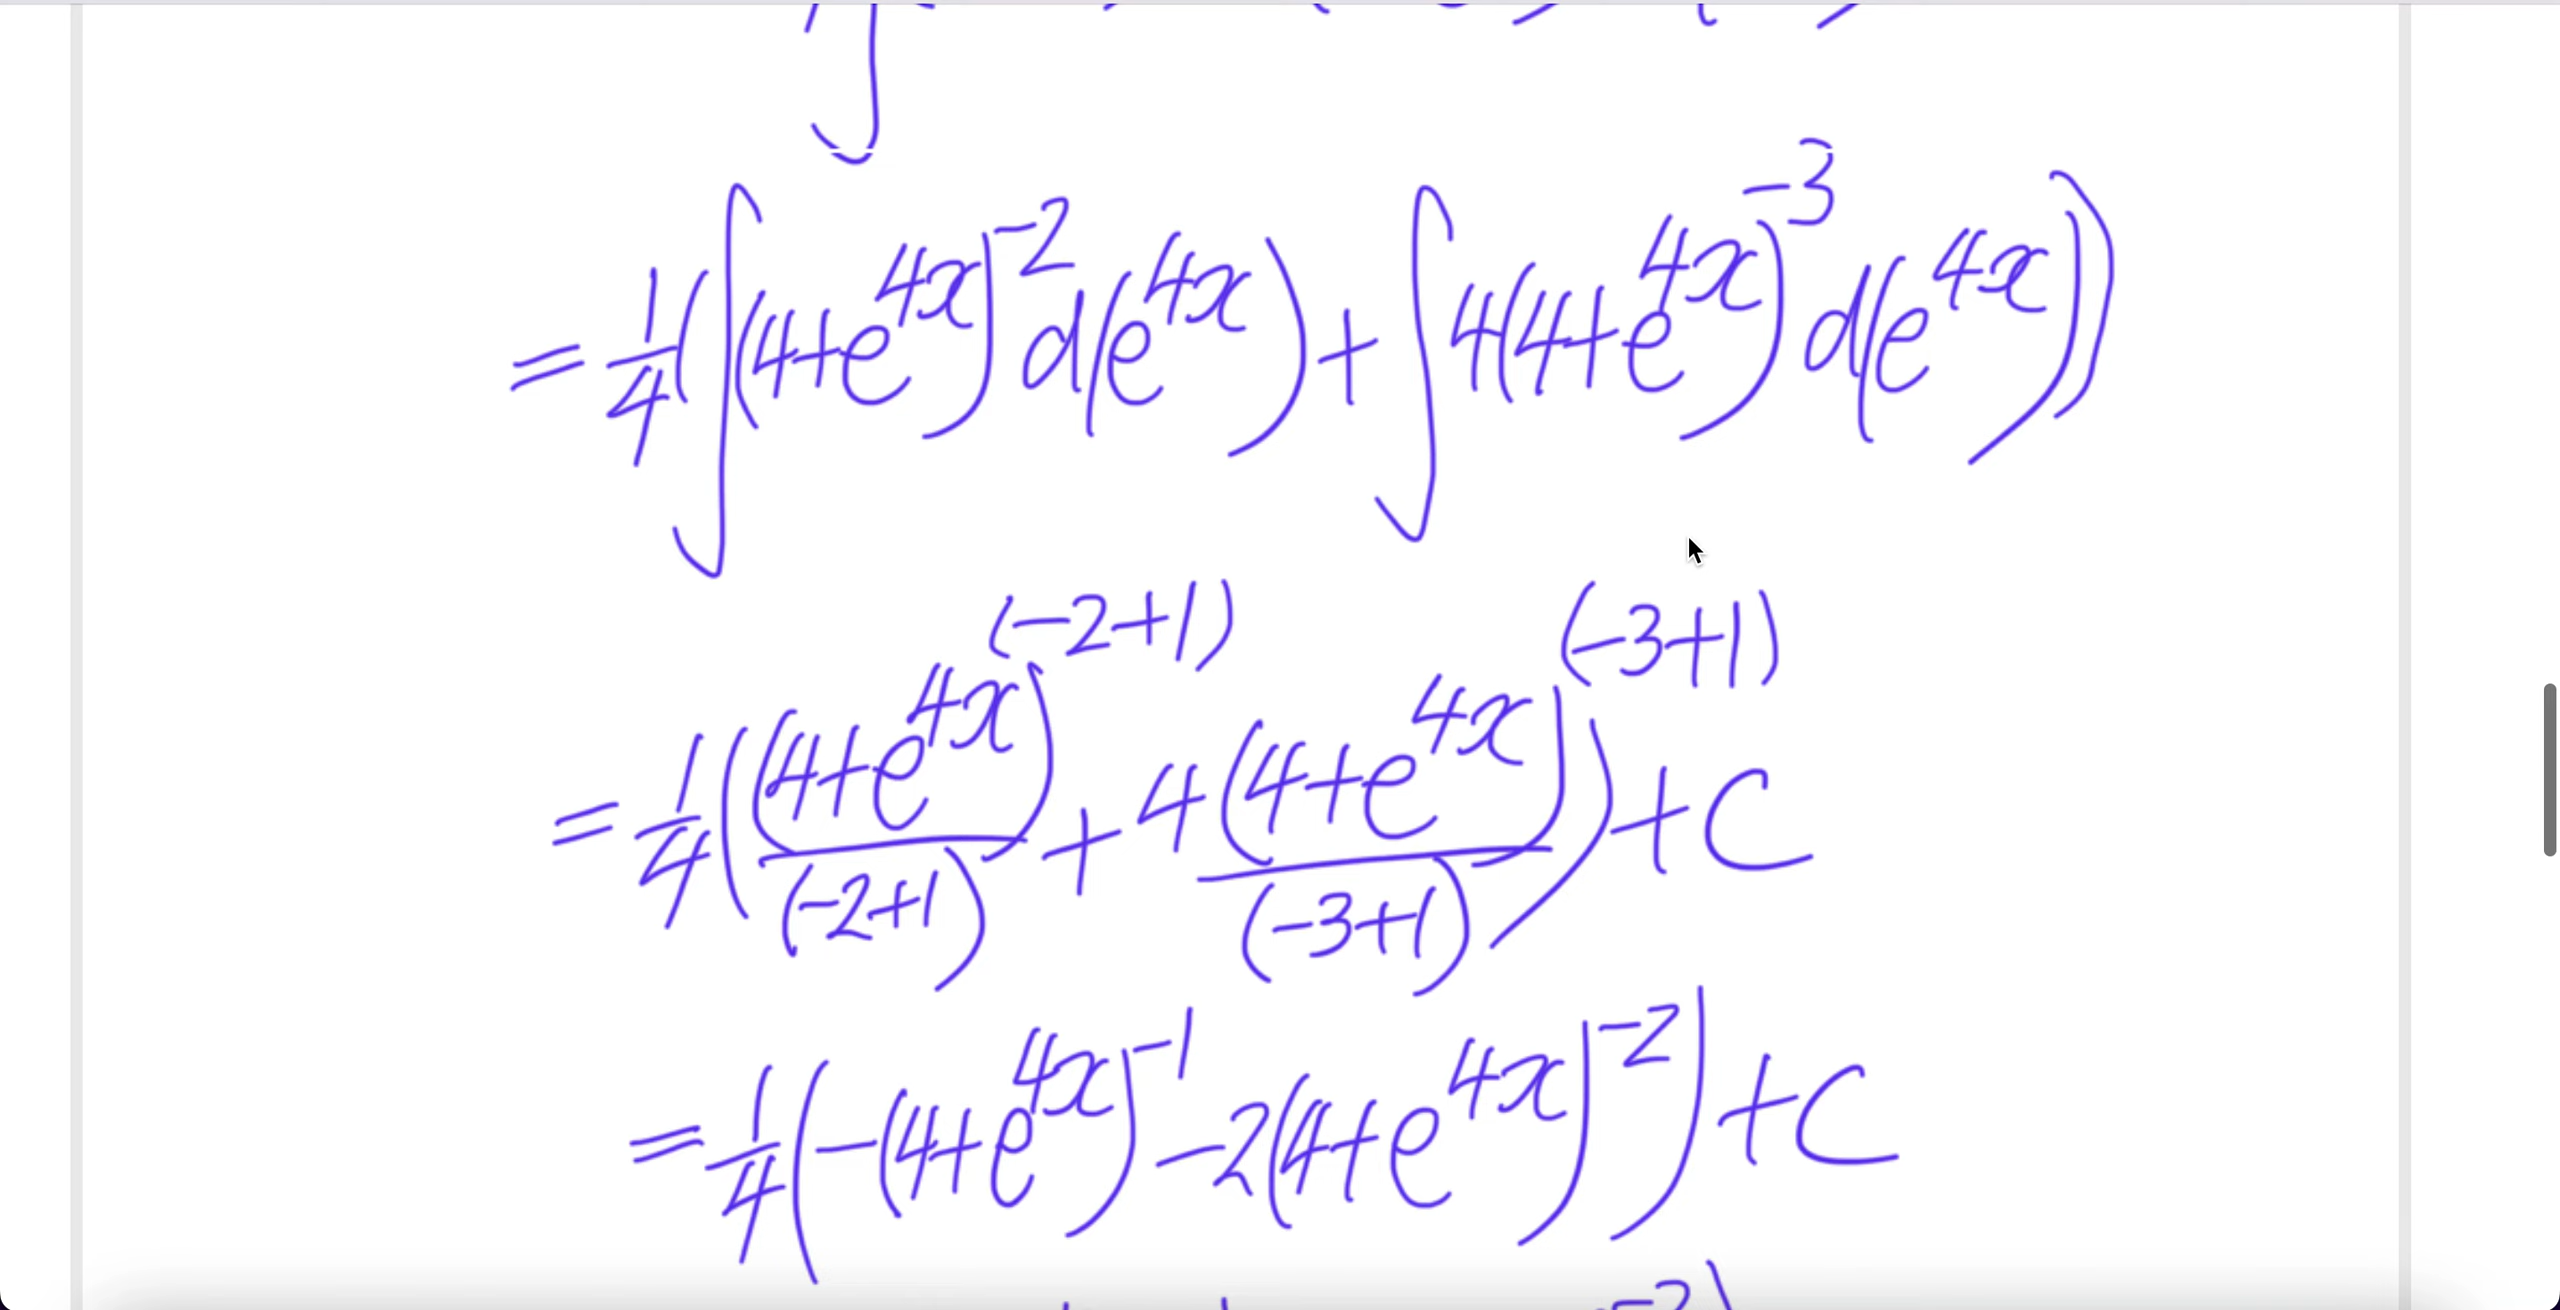 = 1/4 (∫(4+e^4x)^-2 d(e^4x) + ∫4(4+e^4x)^-3 d(e^4x))
= 1/4 ((4+e^4x)^(-2+1)/(-2+1) + 4(4+e^4x)^(-3+1)/(-3+1)) + C
= 1/4 (-(4+e^4x)^-1 - 2(4+e^4x)^-2) + C